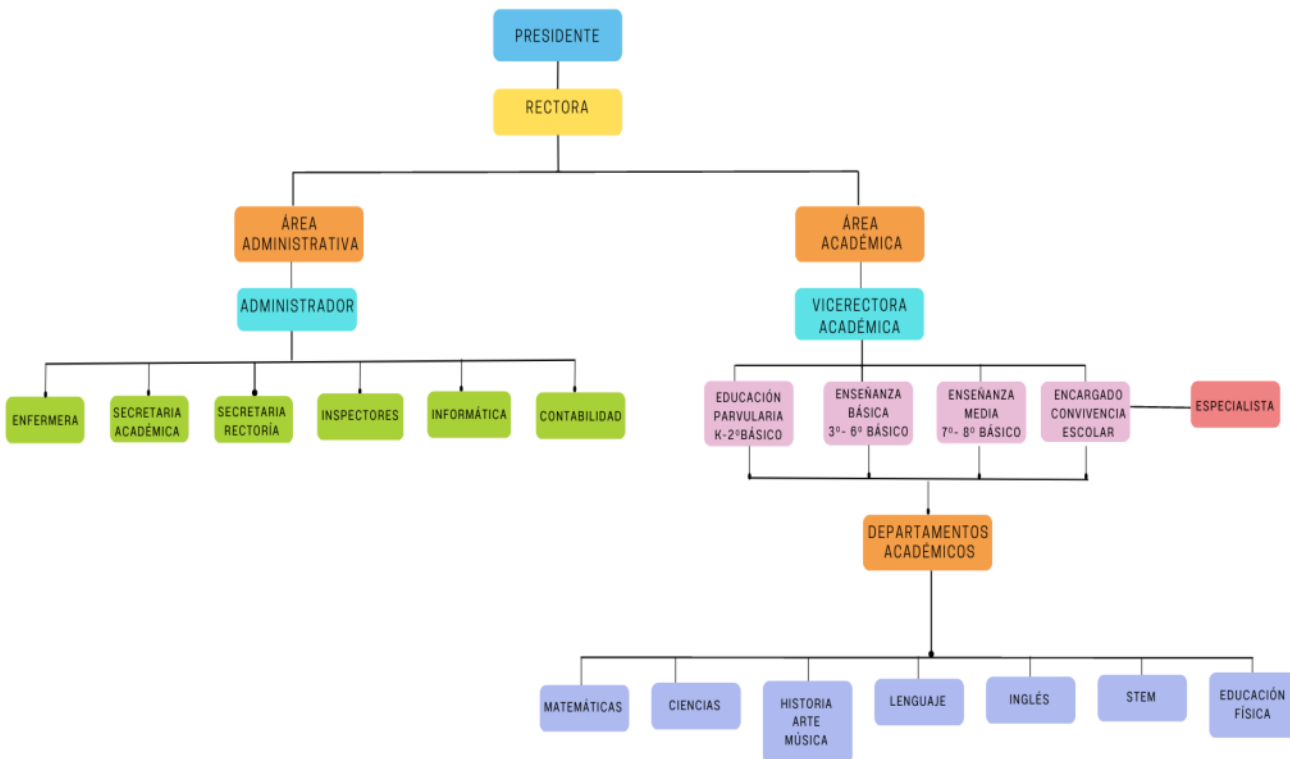 PRESIDENTE
RECTORA
ÁREA
ADMINISTRATIVA
ÁREA
ACADÉMICA
ADMINISTRADOR
VICERECTORA
ACADÉMICA
ENFERMERA
SECRETARIA
ACADÉMICA
SECRETARIA
RECTORÍA
INSPECTORES
INFORMÁTICA
CONTABILIDAD
EDUCACIÓN
PARVULARIA
K-2ºBÁSICO
ENSEÑANZA
BÁSICA
3º- 6º BÁSICO
ENSEÑANZA
MEDIA
7º- 8º BÁSICO
ENCARGADO
CONVIVENCIA
ESCOLAR
ESPECIALISTA
DEPARTAMENTOS
ACADÉMICOS
MATEMÁTICAS
CIENCIAS
HISTORIA
ARTE
MÚSICA
LENGUAJE
INGLÉS
STEM
EDUCACIÓN
FÍSICA